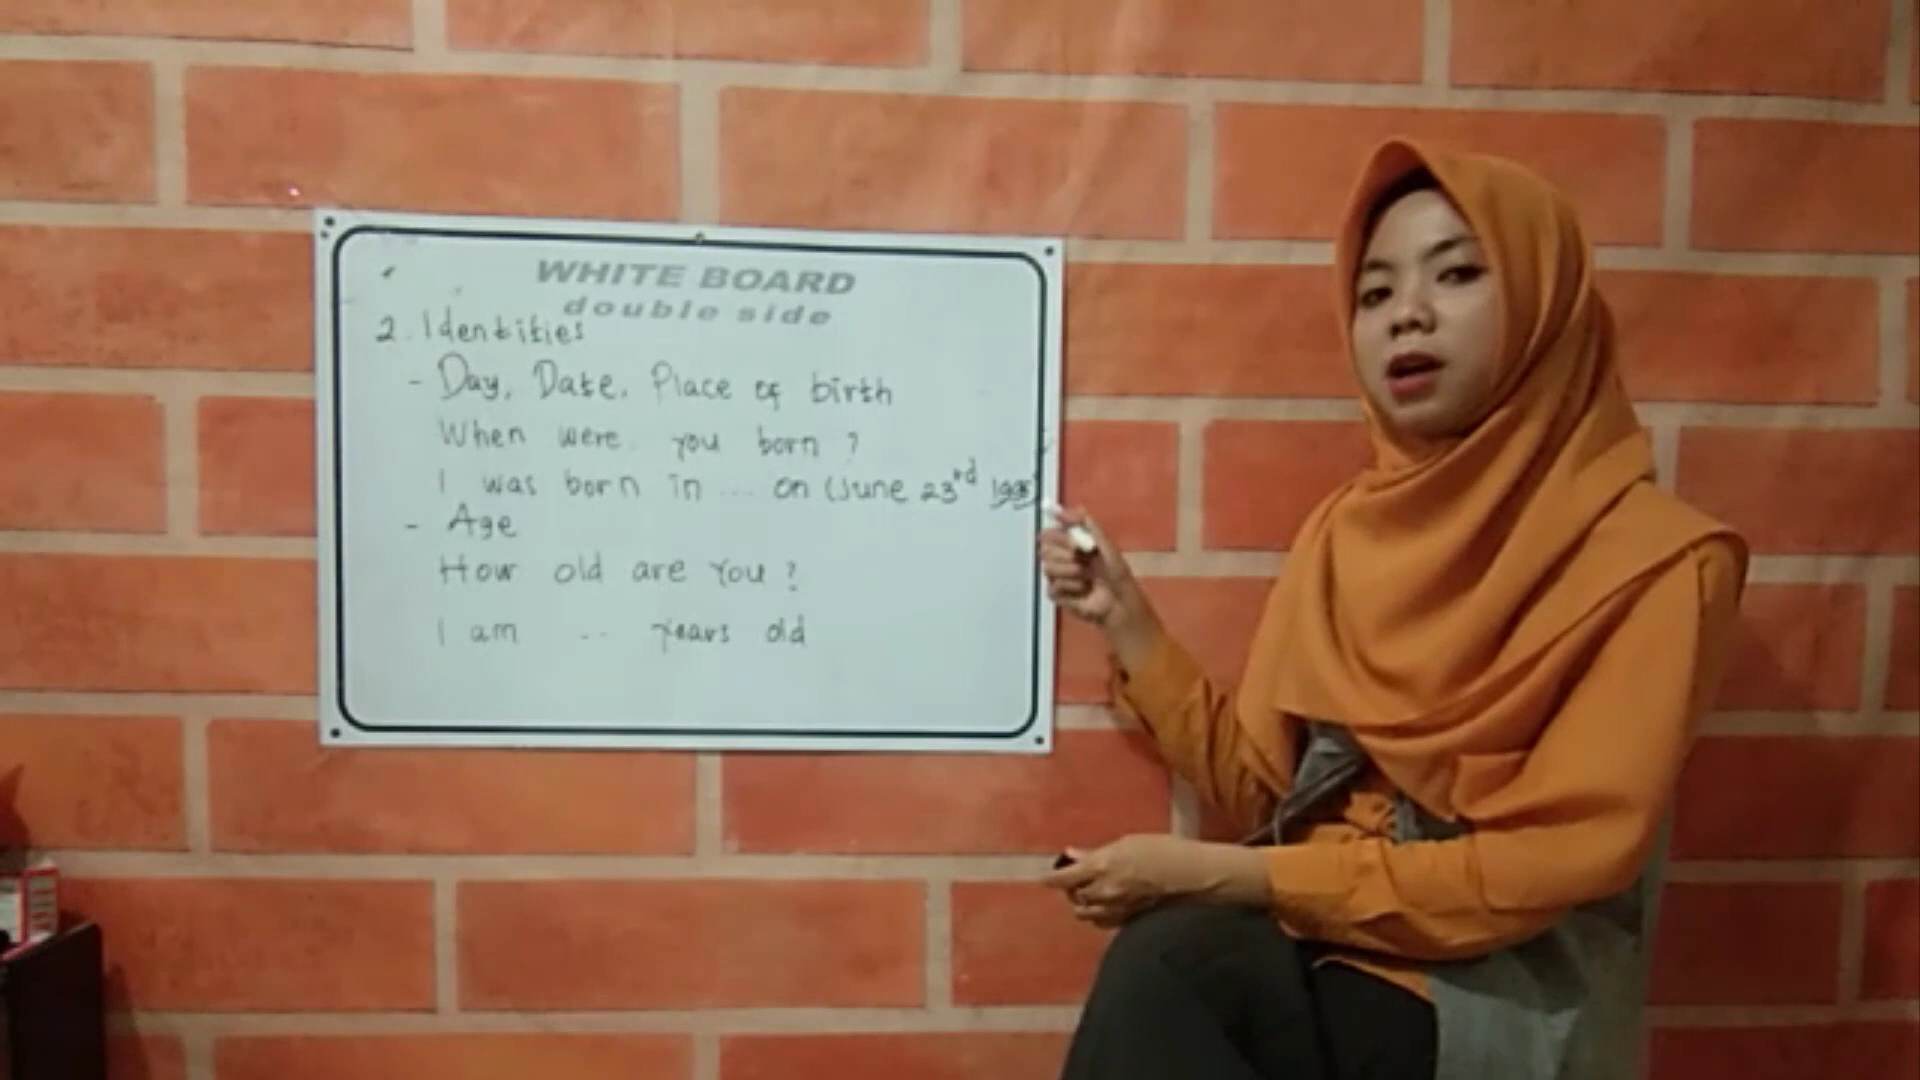 WHITE BOARD
double side
2. Identities
- Day, Date, Place of birth
When were you born?
I was born in ... on (June 23rd
- Age
How old are you?
I am ... years old